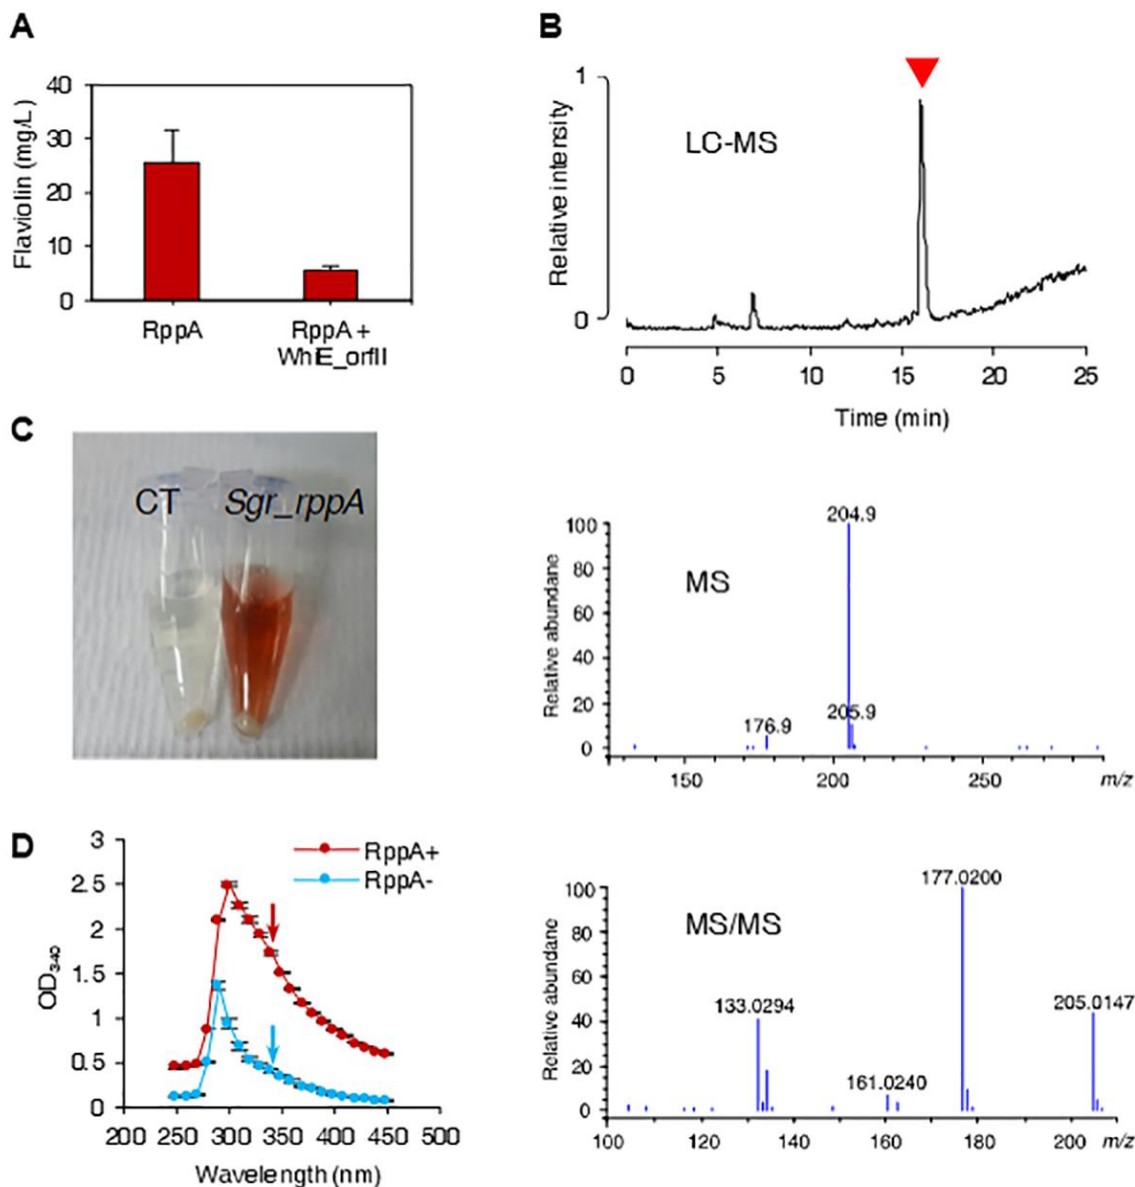 A
Flaviolin (mg/L)
40
30
20
10
0
RppA
RppA +
WhiE_orfII
B
Relative intensity
1
0
LC-MS
0 5 10 15 20 25
Time (min)
C
CT Sgr_rppA
MS
Relative abundane
100
80
60
40
20
0
204.9
205.9
176.9
150 200 250 m/z
D
OD340
3
2.5
2
1.5
1
0.5
0
RppA+
RppA-
200 250 300 350 400 450 500
Wavelength (nm)
MS/MS
Relative abundane
100
80
60
40
20
0
177.0200
133.0294
161.0240
205.0147
100 120 140 160 180 200 m/z